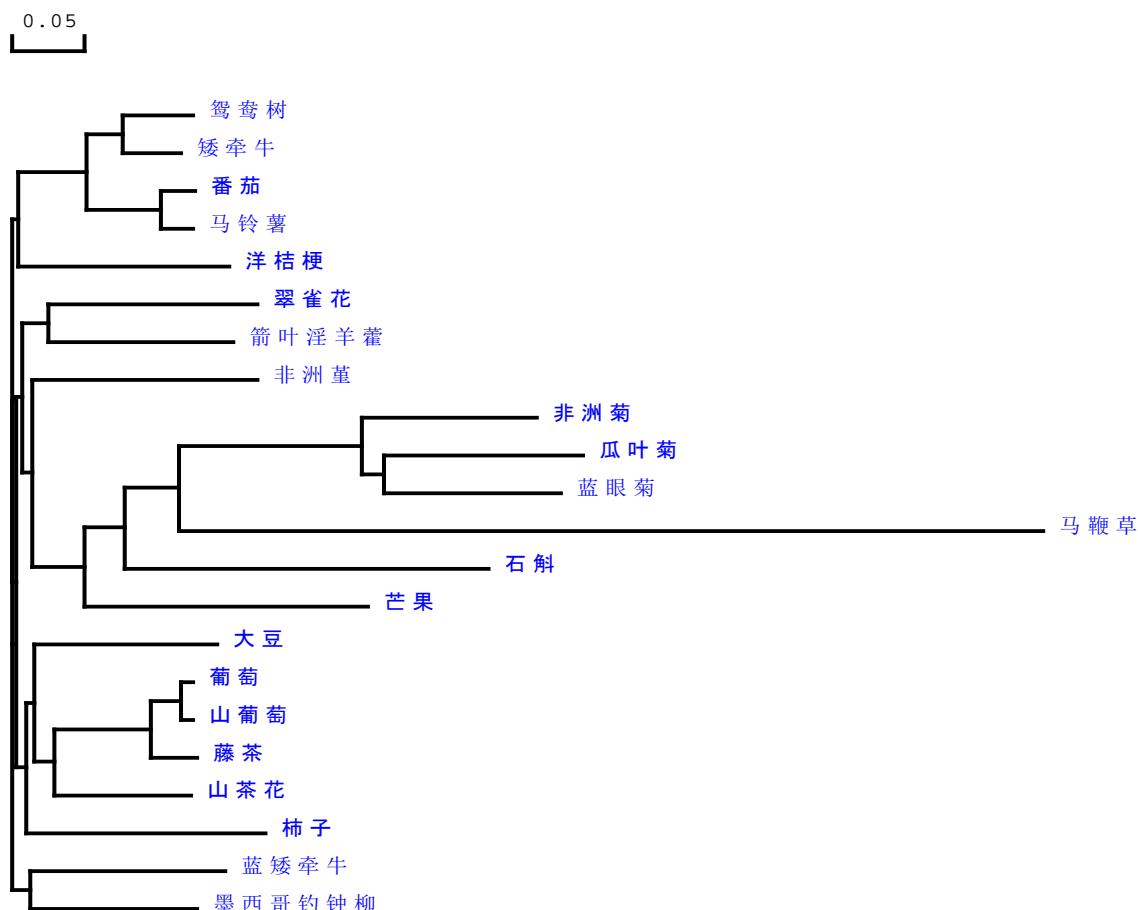 0.05
鸳鸯树
矮牵牛
番茄
马铃薯
洋桔梗
翠雀花
箭叶淫羊藿
非洲堇
非洲菊
瓜叶菊
蓝眼菊
马鞭草
石斛
芒果
大豆
葡萄
山葡萄
藤茶
山茶花
柿子
蓝矮牵牛
墨西哥钓钟柳